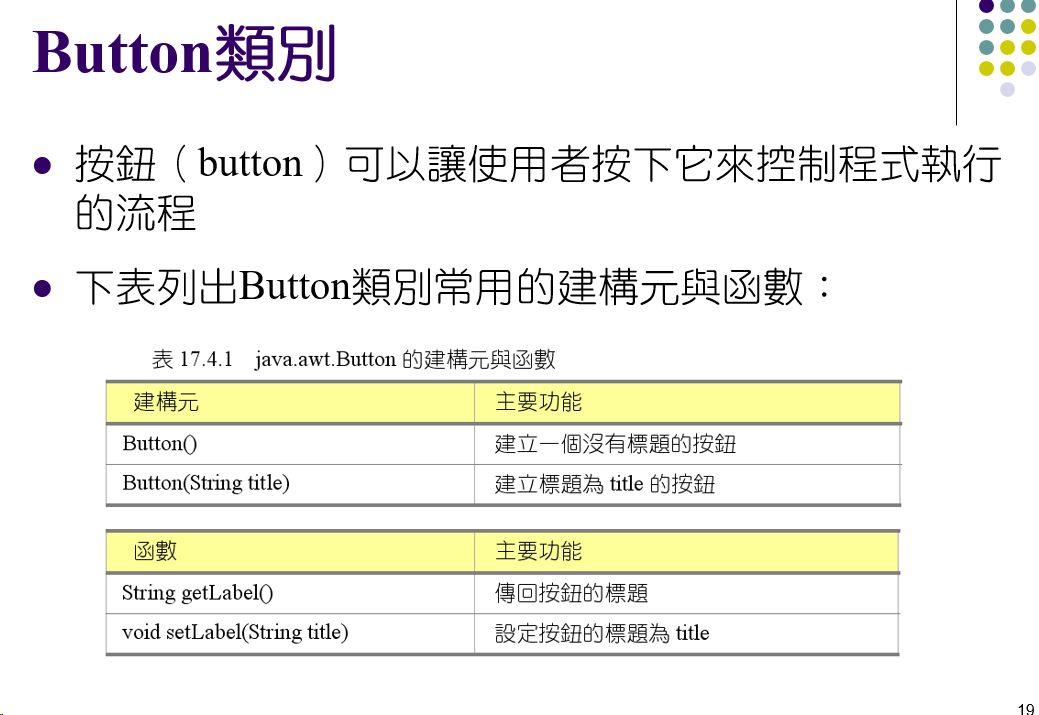 Button類別
按鈕（button）可以讓使用者按下它來控制程式執行
的流程
下表列出Button類別常用的建構元與函數：
表 17.4.1 java.awt.Button 的建構元與函數
建構元 主要功能
Button() 建立一個沒有標題的按鈕
Button(String title) 建立標題為 title 的按鈕
函數 主要功能
String getLabel() 傳回按鈕的標題
void setLabel(String title) 設定按鈕的標題為 title
19